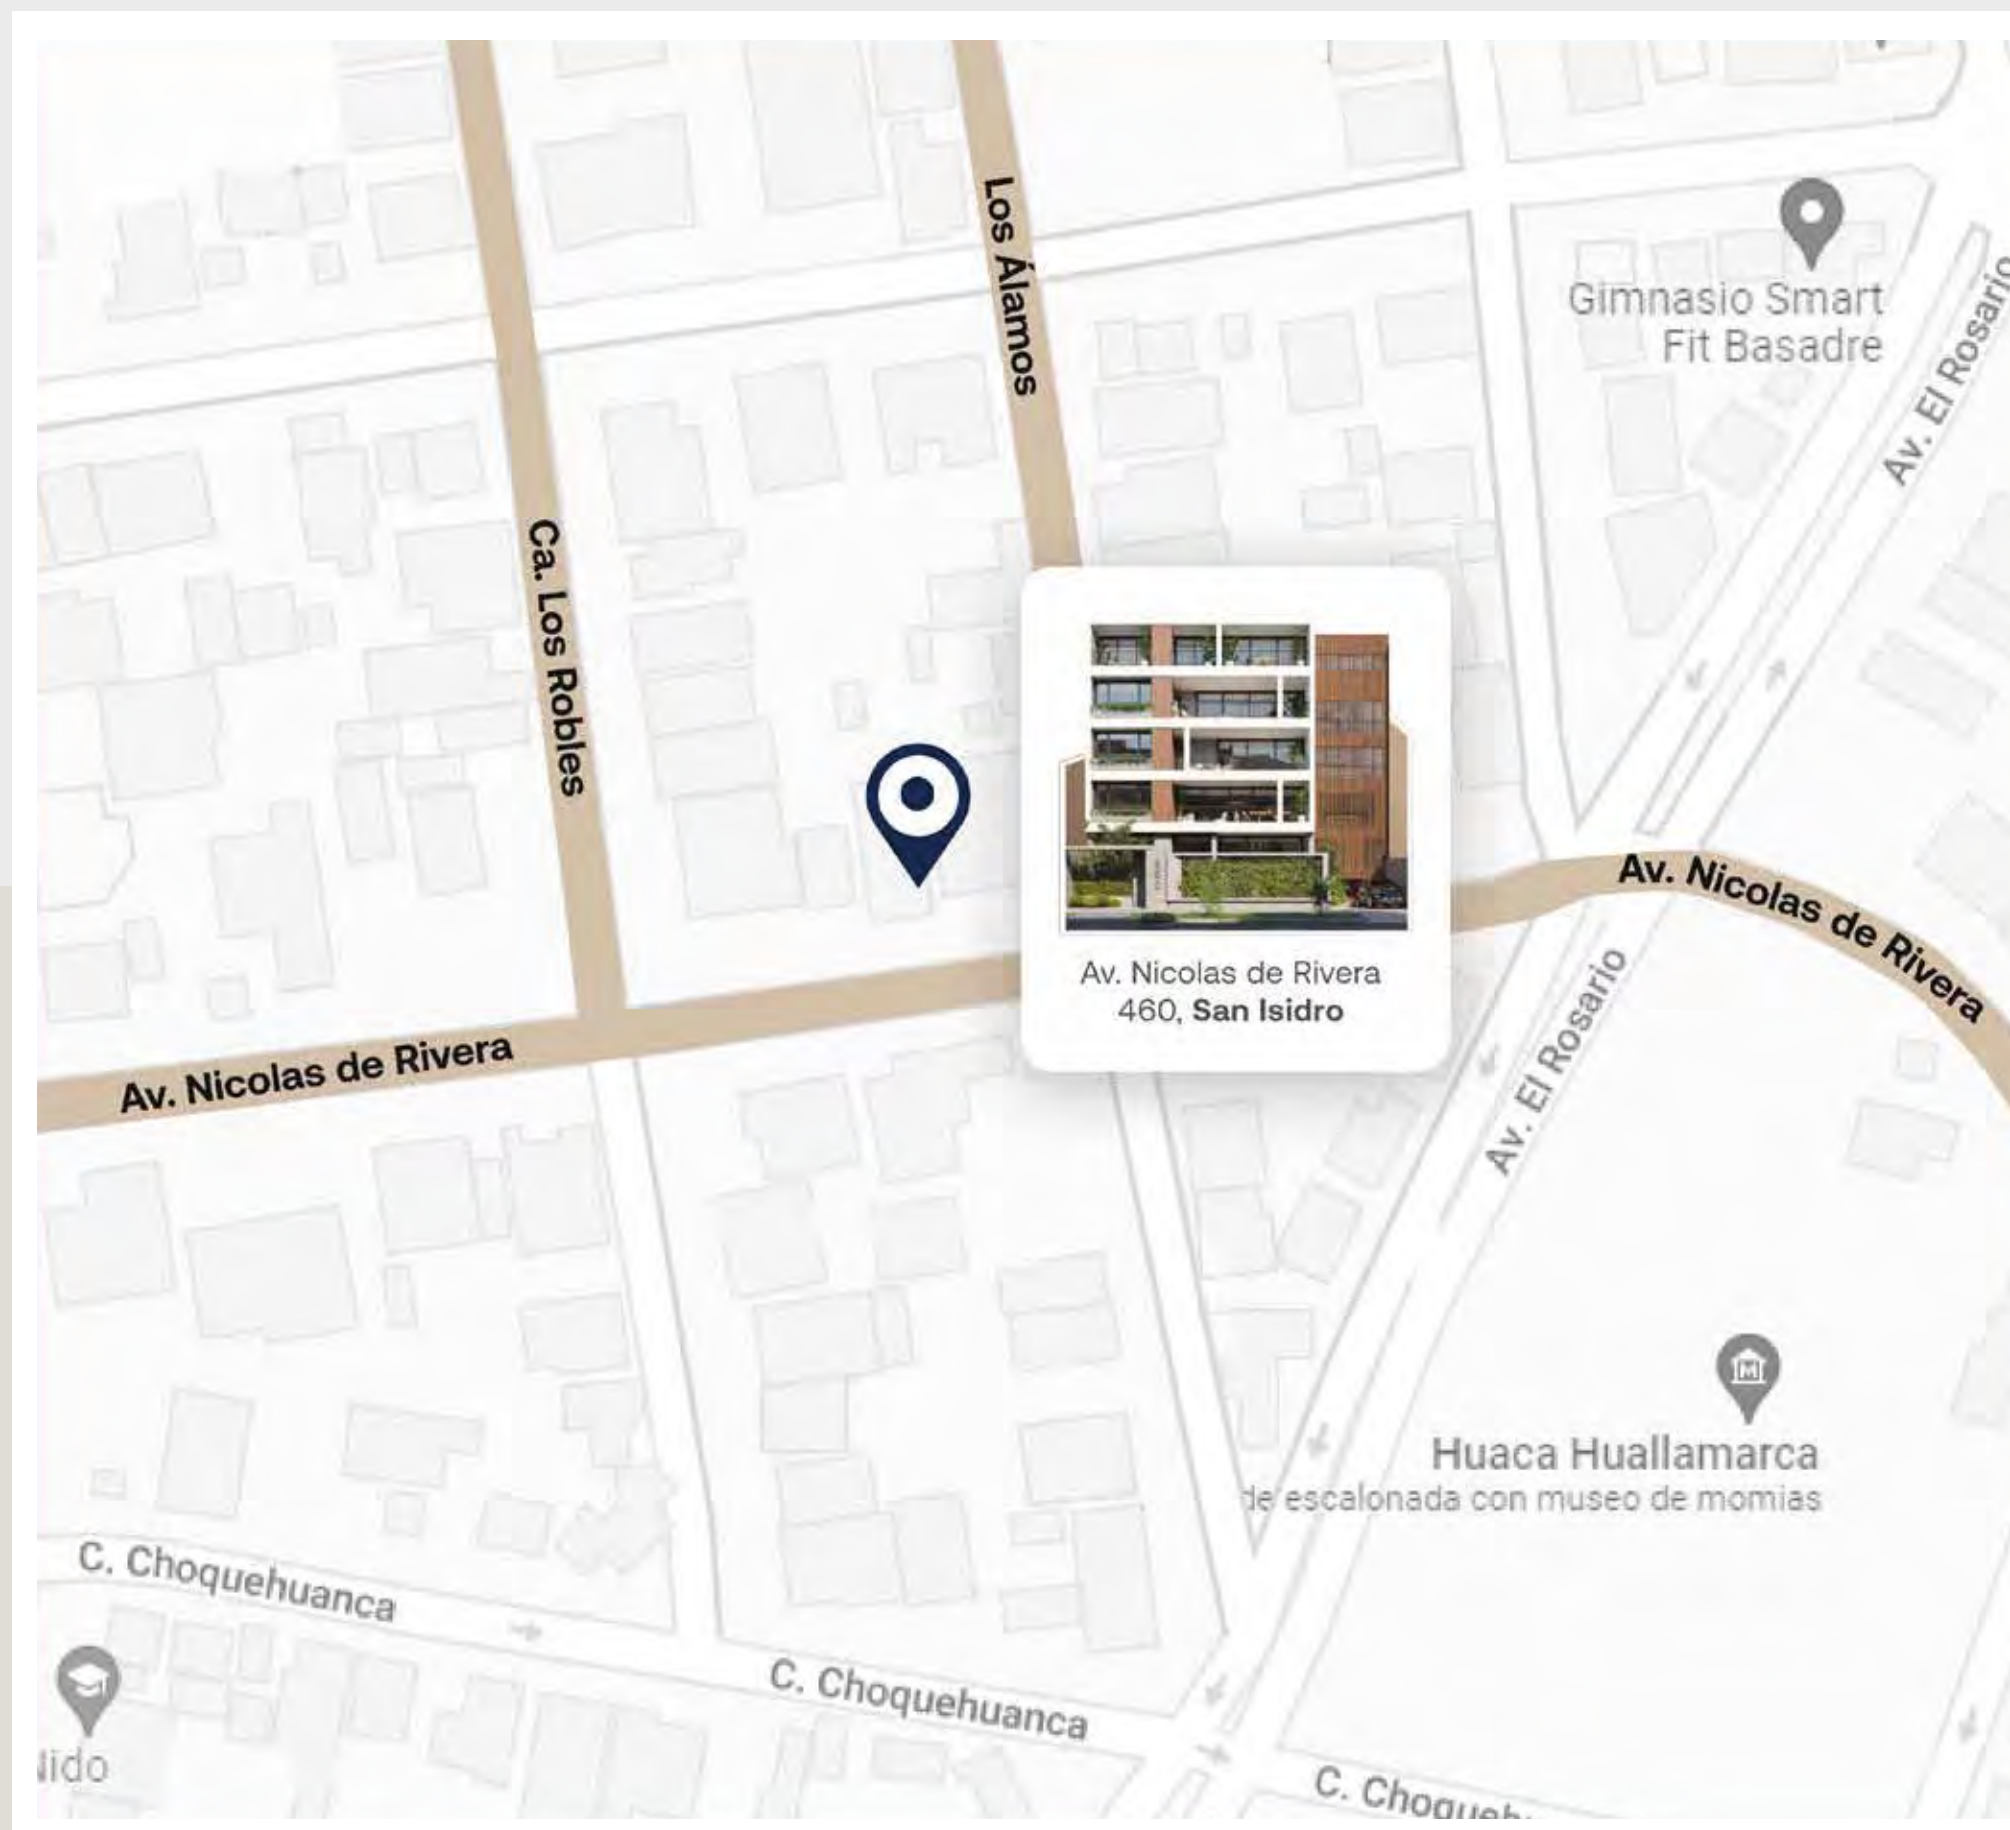 Los Álamos
Gimnasio Smart
Fit Basadre
Av. El Rosario
Ca. Los Robles
Av. Nicolas de Rivera
Av. Nicolas de Rivera
460, San Isidro
Av. El Rosario
Av. Nicolas de Rivera
Huaca Huallamarca
de escalonada con museo de momias
C. Choquehuanca
C. Choquehuanca